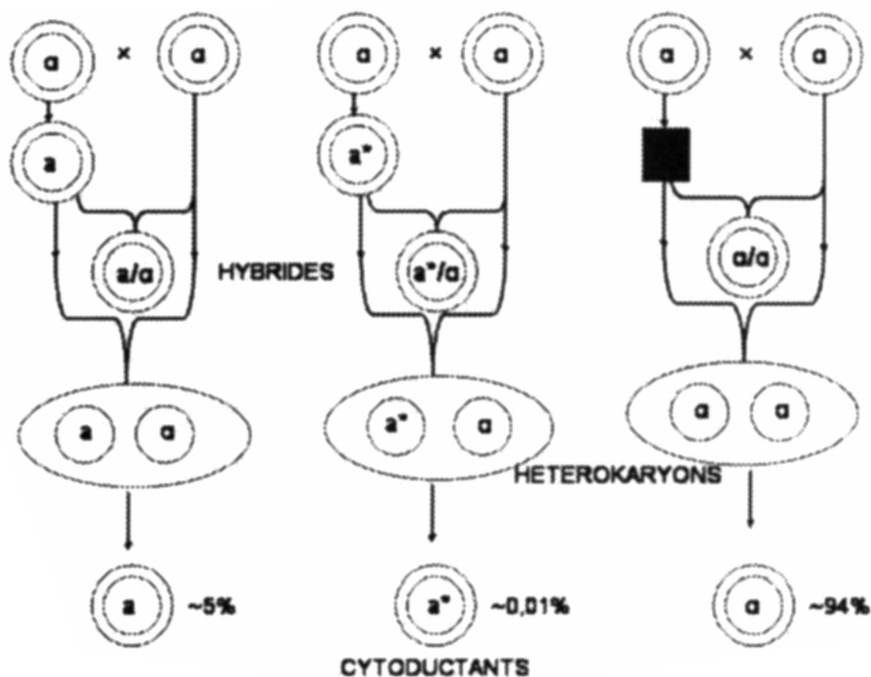 α × α α × α α × α
a a*
a/α HYBRIDES a*/α α/α
a α a* α α α
HETEROKARYONS
a ~5% a* ~0,01% α ~94%
CYTODUCTANTS